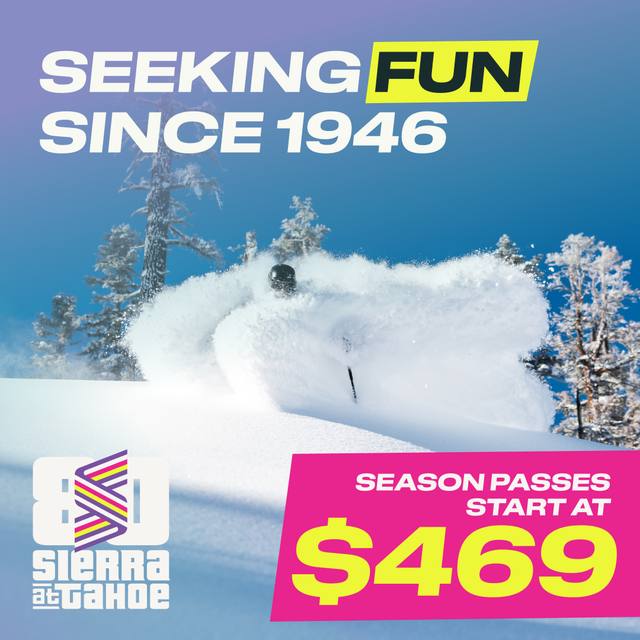 SEEKING FUN
SINCE 1946
80
SIERRA
at TAHOE
SEASON PASSES
START AT
$469